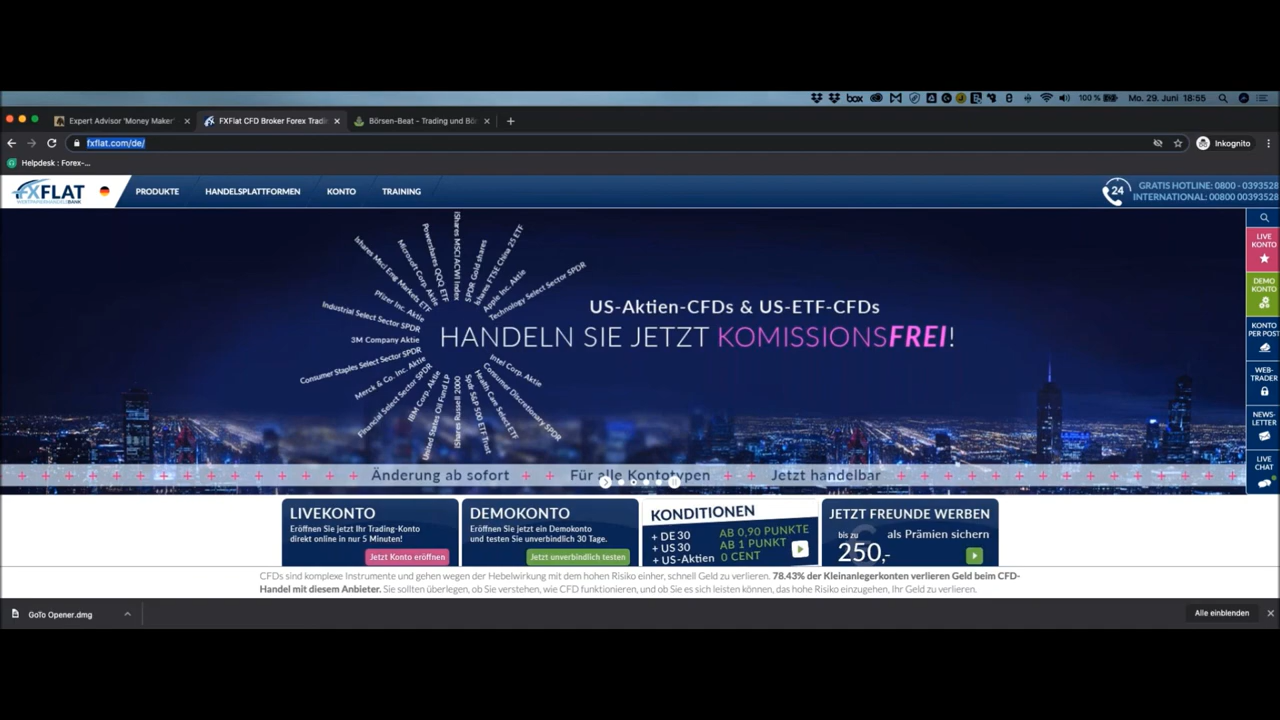 box
100 %
Mo. 29. Juni 18:55
Expert Advisor 'Money Maker'
FXFlat CFD Broker Forex Tradi
Börsen-Beat - Trading und Bö
fxflat.com/de/
Inkognito
Helpdesk : Forex-...
FXFLAT
WERTPAPIERHANDELSBANK
PRODUKTE
HANDELSPLATTFORMEN
KONTO
TRAINING
24
GRATIS HOTLINE: 0800 - 0393528
INTERNATIONAL: 00800 00393528
Ishares Msci Emg Markets ETF
Microsoft Corp. Aktie
Powershares QQQ ETF
iShares MSCI ACWI Index
SPDR Gold shares
Ishares FTSE China 25 ETF
Apple Inc. Aktie
Technology Select Sector SPDR
Pfizer Inc. Aktie
Industrial Select Sector SPDR
3M Company Aktie
Consumer Staples Select Sector SPDR
Merck & Co. Inc. Aktie
Financial Select Sector SPDR
IBM Corp. Aktie
United States Oil Fund LP
iShares Russell 2000
Spdr S&P 500 ETF Trust
Health Care Select ETF
Consumer Discretionary SPDR
Intel Corp. Aktie
US-Aktien-CFDs & US-ETF-CFDs
HANDELN SIE JETZT KOMISSIONSFREI!
Änderung ab sofort
Für alle Kontotypen
Jetzt handelbar
LIVE
KONTO
DEMO
KONTO
KONTO
PER POST
WEB-
TRADER
NEWS-
LETTER
LIVE
CHAT
LIVEKONTO
Eröffnen Sie jetzt Ihr Trading-Konto
direkt online in nur 5 Minuten!
Jetzt Konto eröffnen
DEMOKONTO
Eröffnen Sie jetzt ein Demokonto
und testen Sie unverbindlich 30 Tage.
Jetzt unverbindlich testen
KONDITIONEN
+ DE30 AB 0,90 PUNKTE
+ US30 AB 1 PUNKT
+ US-Aktien 0 CENT
JETZT FREUNDE WERBEN
bis zu als Prämien sichern
250,-
CFDs sind komplexe Instrumente und gehen wegen der Hebelwirkung mit dem hohen Risiko einher, schnell Geld zu verlieren. 78.43% der Kleinanlegerkonten verlieren Geld beim CFD-
Handel mit diesem Anbieter. Sie sollten überlegen, ob Sie verstehen, wie CFD funktionieren, und ob Sie es sich leisten können, das hohe Risiko einzugehen, Ihr Geld zu verlieren.
GoTo Opener.dmg
Alle einblenden